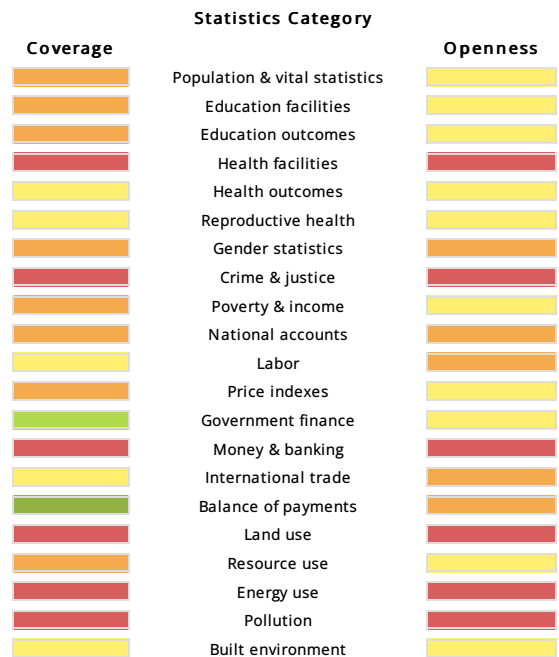 Statistics Category
Coverage
Openness
Population & vital statistics
Education facilities
Education outcomes
Health facilities
Health outcomes
Reproductive health
Gender statistics
Crime & justice
Poverty & income
National accounts
Labor
Price indexes
Government finance
Money & banking
International trade
Balance of payments
Land use
Resource use
Energy use
Pollution
Built environment